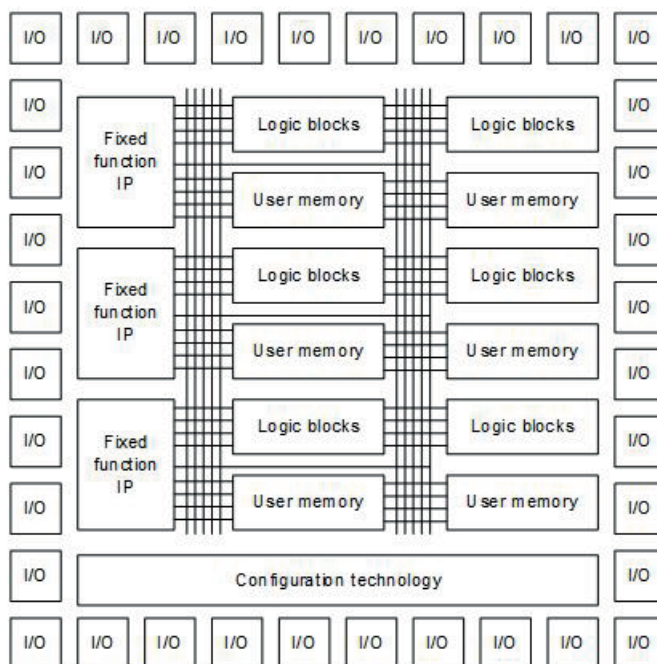 I/O I/O I/O I/O I/O I/O I/O I/O I/O I/O
I/O
I/O
Fixed
function
IP
Logic blocks
Logic blocks
I/O
I/O
User memory
User memory
I/O
I/O
Fixed
function
IP
Logic blocks
Logic blocks
I/O
I/O
User memory
User memory
I/O
I/O
Fixed
function
IP
Logic blocks
Logic blocks
I/O
I/O
User memory
User memory
I/O
I/O
I/O
Configuration technology
I/O
I/O I/O I/O I/O I/O I/O I/O I/O I/O I/O